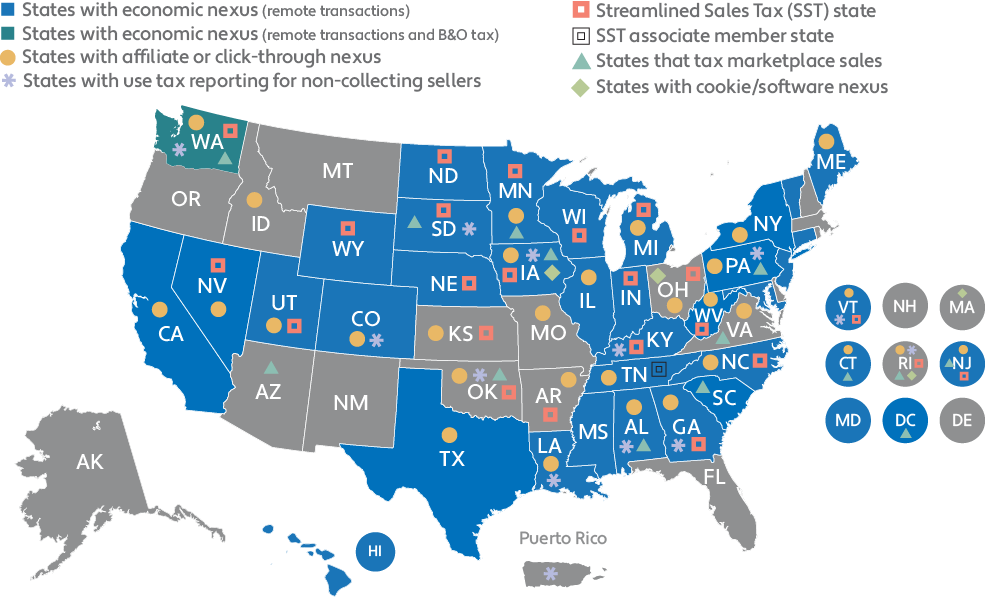 States with economic nexus (remote transactions)
States with economic nexus (remote transactions and B&O tax)
States with affiliate or click-through nexus
States with use tax reporting for non-collecting sellers
Streamlined Sales Tax (SST) state
SST associate member state
States that tax marketplace sales
States with cookie/software nexus
WA
MT
ND
MN
ME
OR
ID
SD
WI
MI
NY
WY
NV
NE
IA
PA
CA
UT
CO
IL
IN
OH
WV
VA
KS
MO
KY
AZ
NM
OK
AR
TN
NC
SC
TX
LA
MS
AL
GA
FL
AK
HI
Puerto Rico
VT
NH
MA
CT
RI
NJ
MD
DC
DE